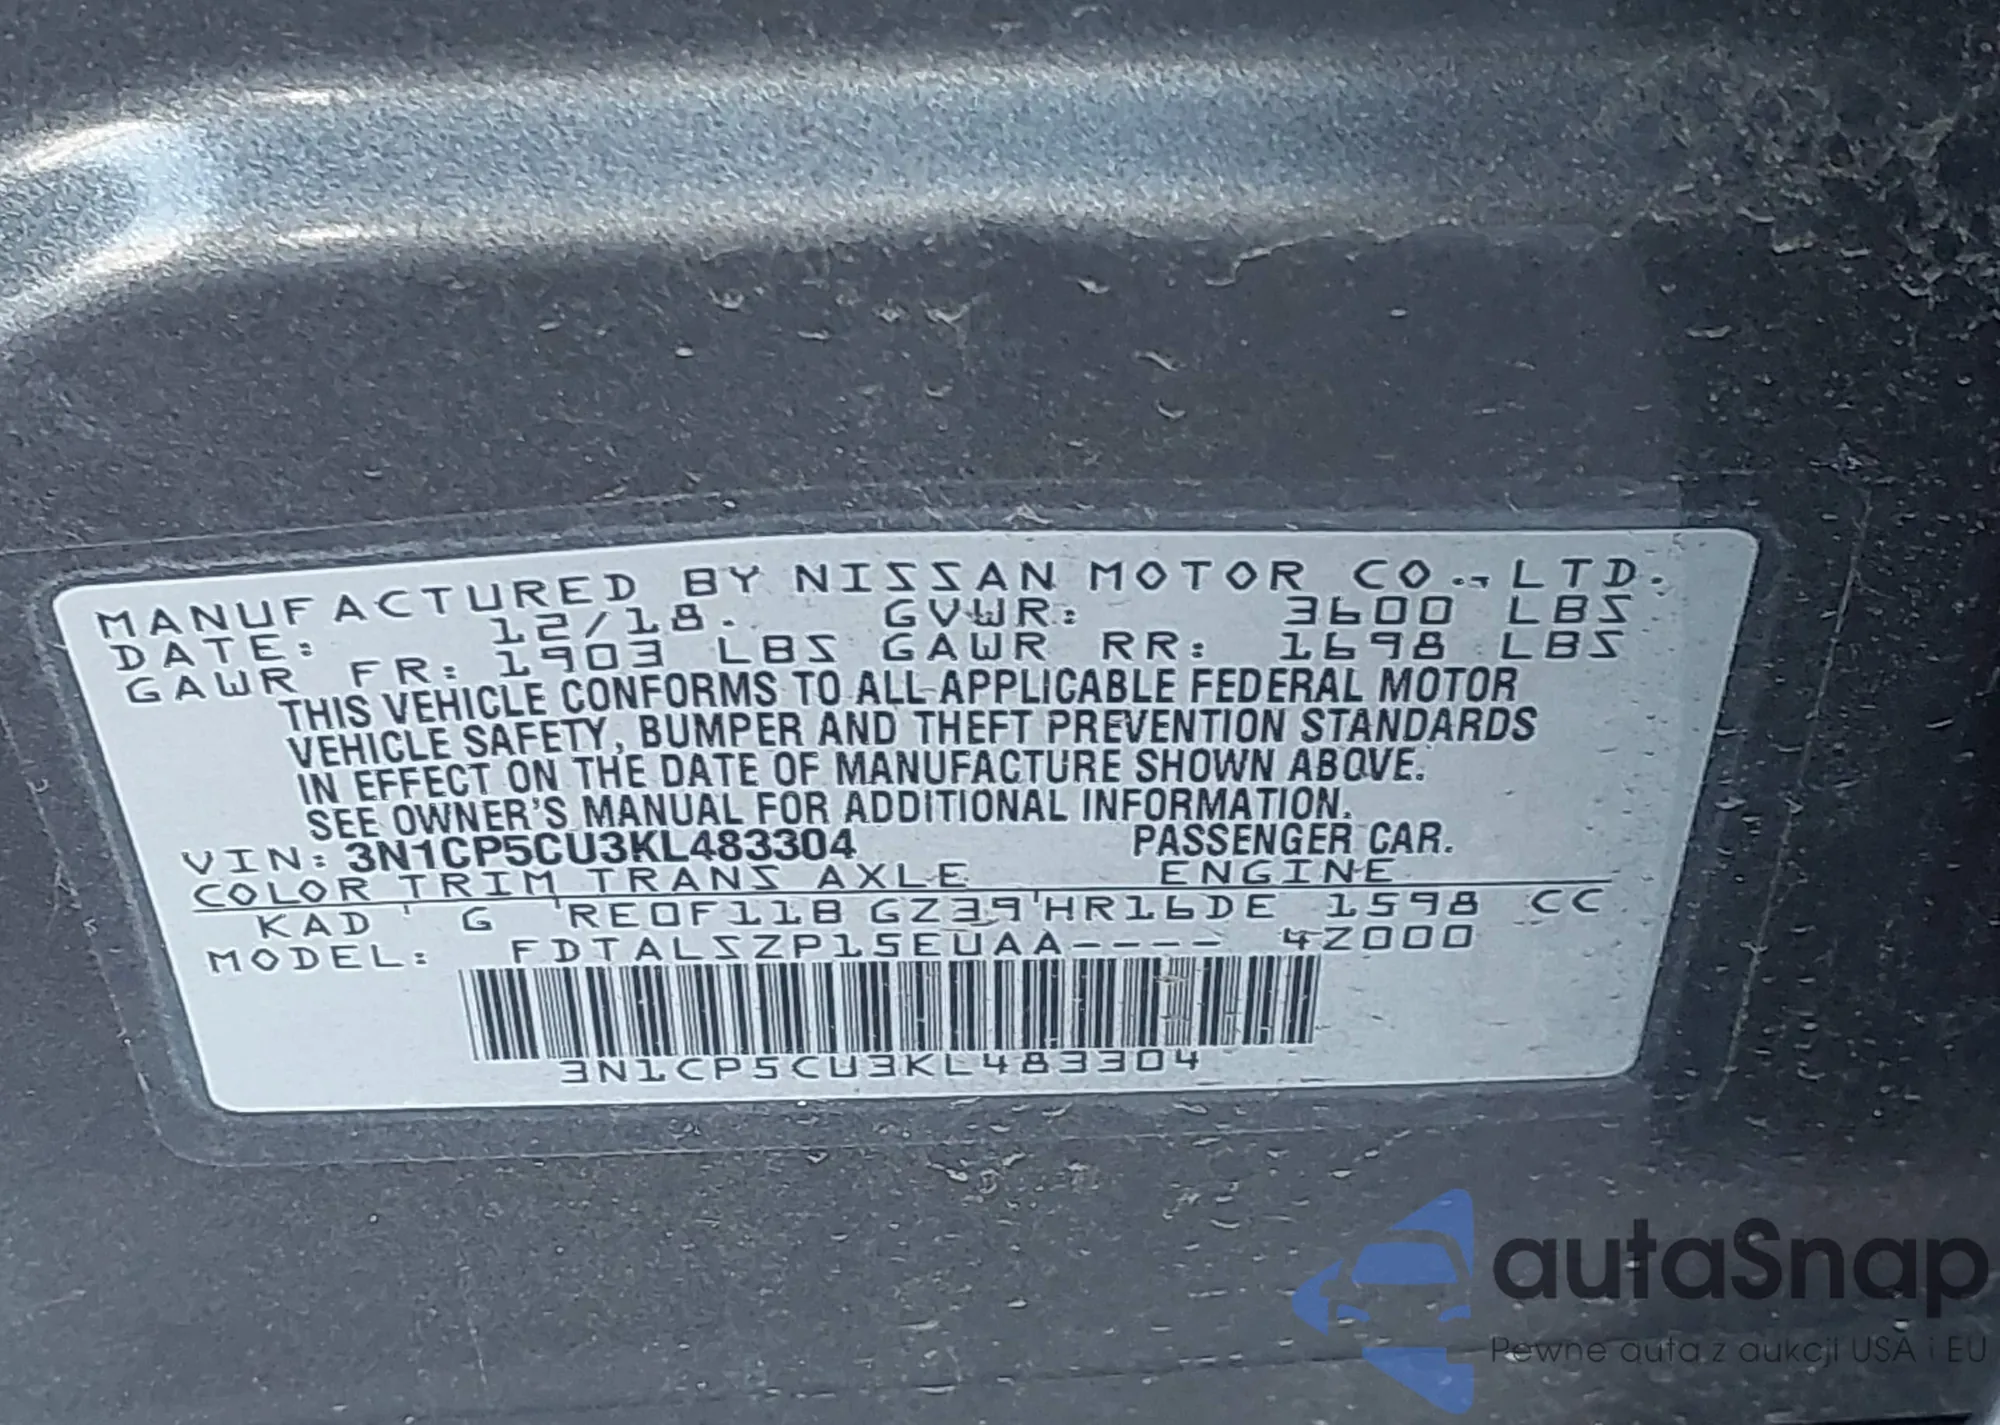 MANUFACTURED BY NISSAN MOTOR CO., LTD.
DATE: 12/18. GVWR: 3600 LBS
GAWR FR: 1903 LBS GAWR RR: 1698 LBS
THIS VEHICLE CONFORMS TO ALL APPLICABLE FEDERAL MOTOR
VEHICLE SAFETY, BUMPER AND THEFT PREVENTION STANDARDS
IN EFFECT ON THE DATE OF MANUFACTURE SHOWN ABOVE.
SEE OWNER'S MANUAL FOR ADDITIONAL INFORMATION.
VIN: 3N1CP5CU3KL483304 PASSENGER CAR.
COLOR TRIM TRANS AXLE ENGINE
KAD ' G 'RE0F11B GZ39'HR16DE 1598 CC
MODEL: FDTALSZP15EUAA---- 4Z000
3N1CP5CU3KL483304
autaSnap
Pewne auta z aukcji USA i EU